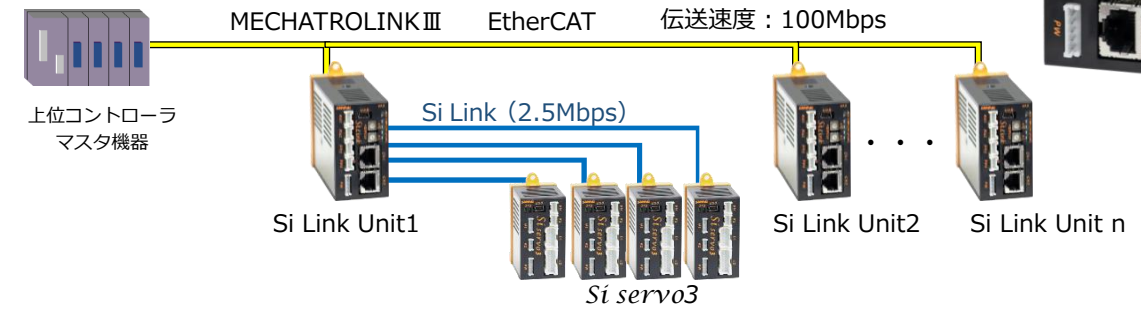 MECHATROLINKⅢ EtherCAT 伝送速度：100Mbps
PW
上位コントローラ
マスタ機器
Si Link（2.5Mbps）
・・・
Si Link Unit1
Si Link Unit2
Si Link Unit n
Si servo3